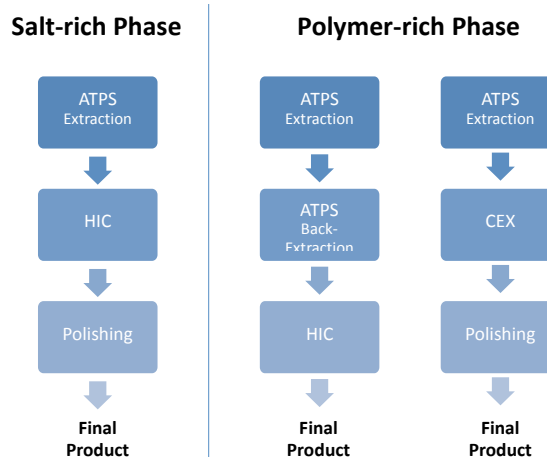 Salt-rich Phase
Polymer-rich Phase
ATPS
Extraction
HIC
Polishing
Final
Product
ATPS
Extraction
ATPS
Back-
Extraction
HIC
Final
Product
ATPS
Extraction
CEX
Polishing
Final
Product